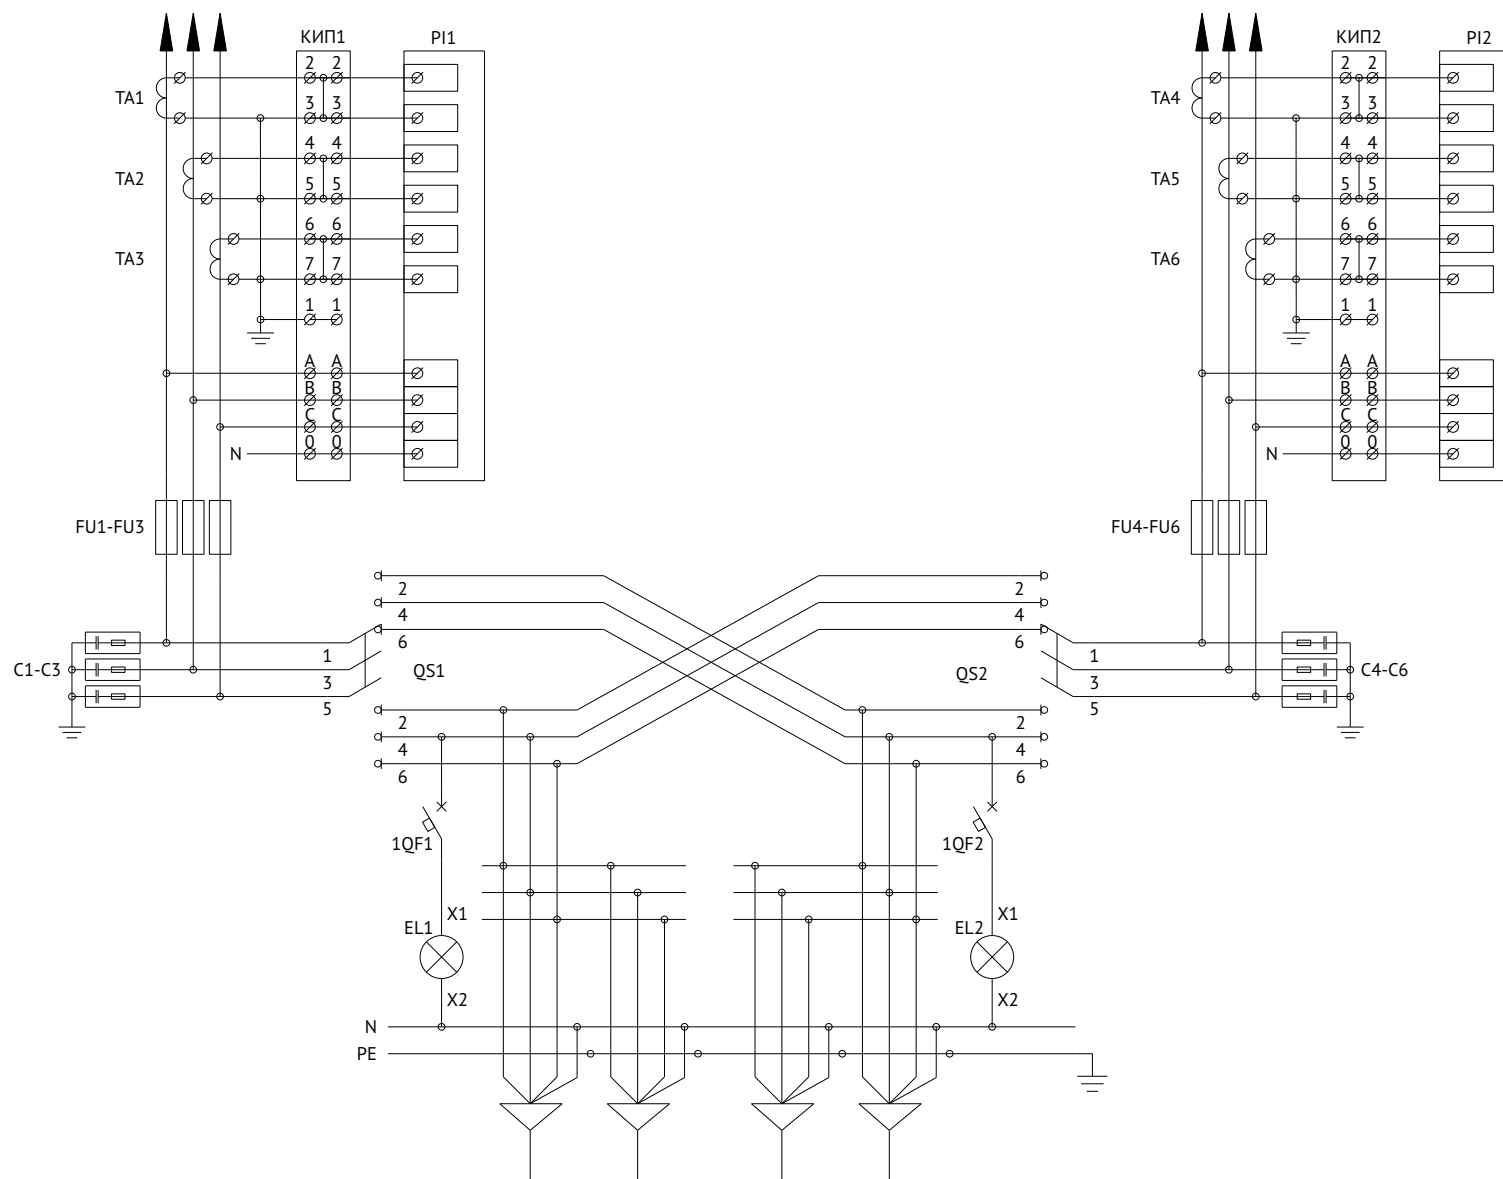 КИП1 PI1 КИП2 PI2
2 2 2 2
TA1 TA4
3 3 3 3
4 4 4 4
TA2 TA5
5 5 5 5
6 6 6 6
TA3 TA6
7 7 7 7
1 1 1 1
A A A A
B B B B
C C C C
0 0 0 0
N N
FU1-FU3 FU4-FU6
2 2
4 4
6 6
1 1
C1-C3 QS1 QS2 C4-C6
3 3
5 5
2 2
4 4
6 6
1QF1 1QF2
X1 X1
EL1 EL2
X2 X2
N
PE